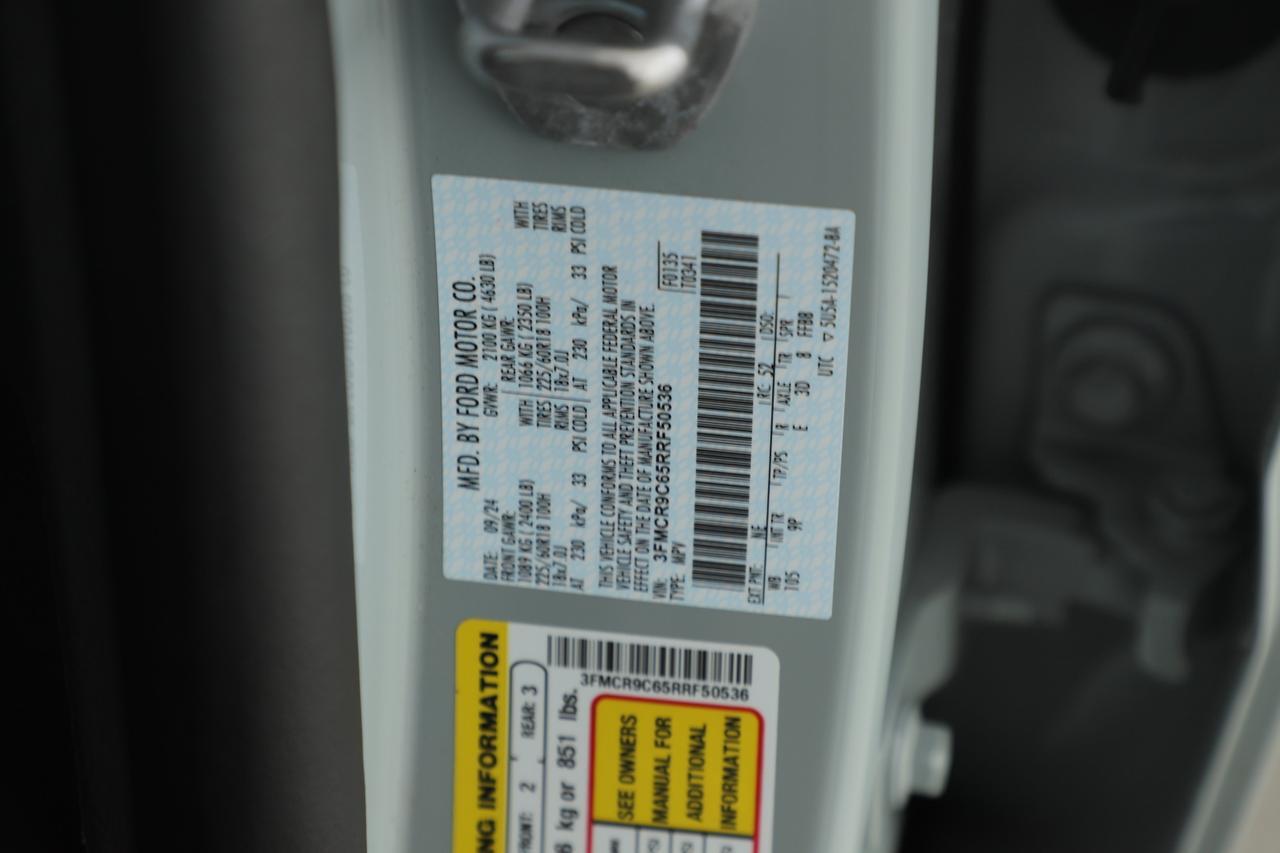 MFD. BY FORD MOTOR CO.
DATE: 09/24 GVWR: 2100 KG ( 4630 LB)
FRONT GAWR: REAR GAWR:
1089 KG ( 2400 LB) WITH 1066 KG ( 2350 LB) WITH
225/60R18 100H TIRES 225/60R18 100H TIRES
18x7.0J RIMS 18x7.0J RIMS
AT 230 kPa/ 33 PSI COLD AT 230 kPa/ 33 PSI COLD
THIS VEHICLE CONFORMS TO ALL APPLICABLE FEDERAL MOTOR
VEHICLE SAFETY AND THEFT PREVENTION STANDARDS IN
EFFECT ON THE DATE OF MANUFACTURE SHOWN ABOVE.
VIN: 3FMCR9C65RRF50536 F0135
TYPE: MPV T0341
EXT PNT: NE RC: 52 DSO:
WB INT TR TP/PS R AXLE TR SPR
105 9P E 3D 8 FFBB
UTC ▽ 5U5A-1520472-BA
NG INFORMATION
FRONT: 2 REAR: 3
kg or 851 lbs.
3FMCR9C65RRF50536
SEE OWNERS
MANUAL FOR
ADDITIONAL
INFORMATION